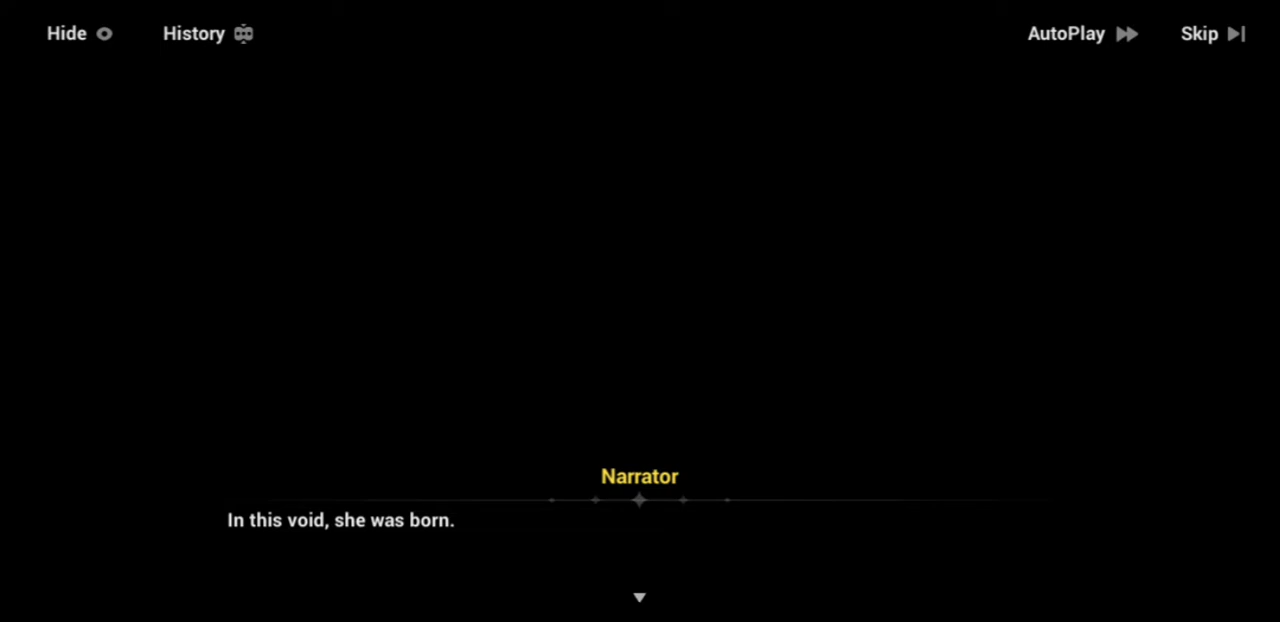 Hide History AutoPlay Skip
Narrator
In this void, she was born.